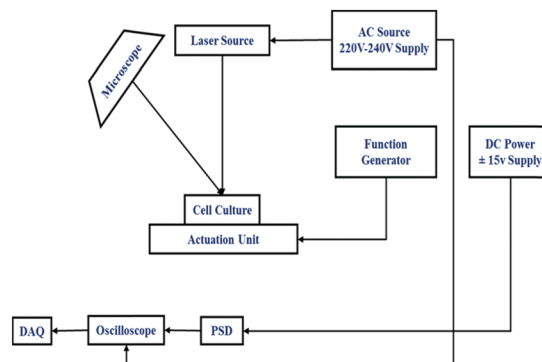 AC Source
220V-240V Supply
Laser Source
Microscope
Function
Generator
DC Power
± 15v Supply
Cell Culture
Actuation Unit
DAQ
Oscilloscope
PSD